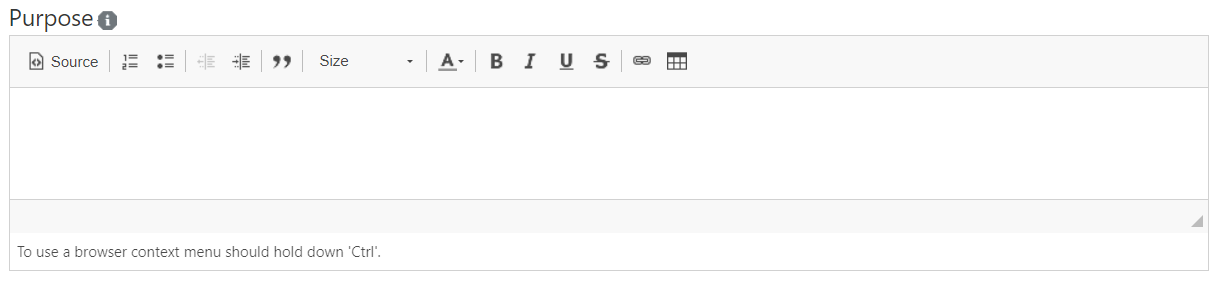 Purpose
Source Size A B I U S
To use a browser context menu should hold down 'Ctrl'.